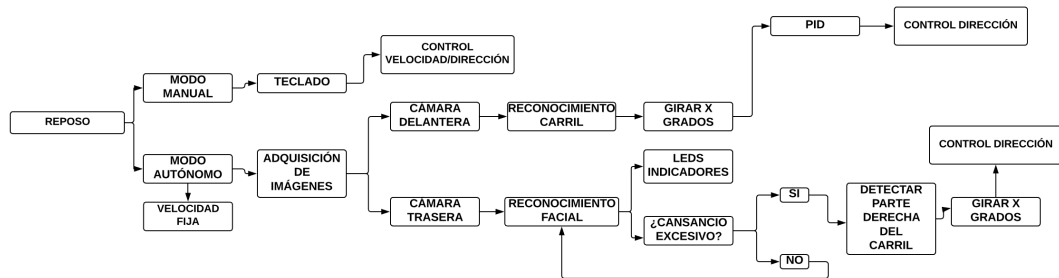 REPOSO
MODO
MANUAL
TECLADO
CONTROL
VELOCIDAD/DIRECCIÓN
MODO
AUTÓNOMO
VELOCIDAD
FIJA
ADQUISICIÓN
DE
IMÁGENES
CÁMARA
DELANTERA
RECONOCIMIENTO
CARRIL
GIRAR X
GRADOS
PID
CONTROL DIRECCIÓN
CÁMARA
TRASERA
RECONOCIMIENTO
FACIAL
LEDS
INDICADORES
¿CANSANCIO
EXCESIVO?
SI
NO
DETECTAR
PARTE
DERECHA
DEL
CARRIL
GIRAR X
GRADOS
CONTROL DIRECCIÓN